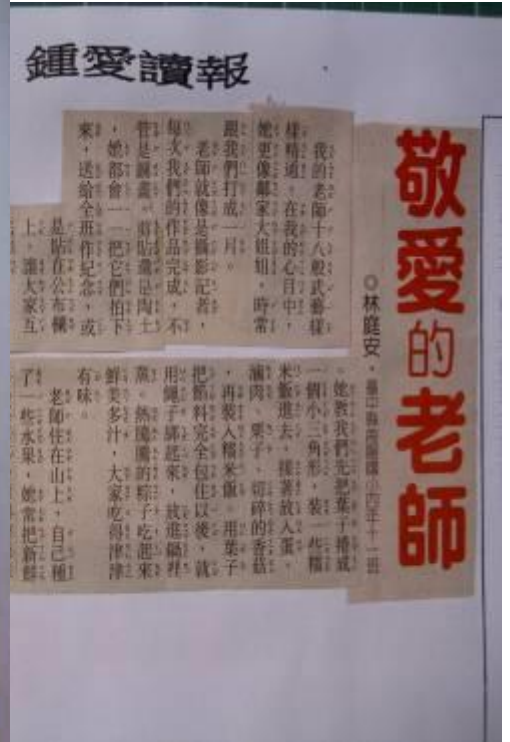 鍾愛讀報
敬愛的老師
◎林庭安
我的老師十八般武藝樣
樣精通。在我的心目中,
她更像鄰家大姐姐,時常
跟我們打成一片。
老師就像是攝影記者,
每次我們的作品完成,不
管是圖畫、剪貼還是陶土
,她都會一一把它們拍下
來,送給全班作紀念,或
是貼在公布欄
上,讓大家互
。她教我們先把葉子捲成
一個小三角形,裝一些糯
米飯進去,接著放入蛋、
滷肉、栗子、切碎的香菇
,再裝入糯米飯。用葉子
把餡料完全包住以後,就
用繩子綁起來,放進鍋裡
蒸。熱騰騰的粽子吃起來
鮮美多汁,大家吃得津津
有味。
老師住在山上,自己種
了一些水果,她常把新鮮